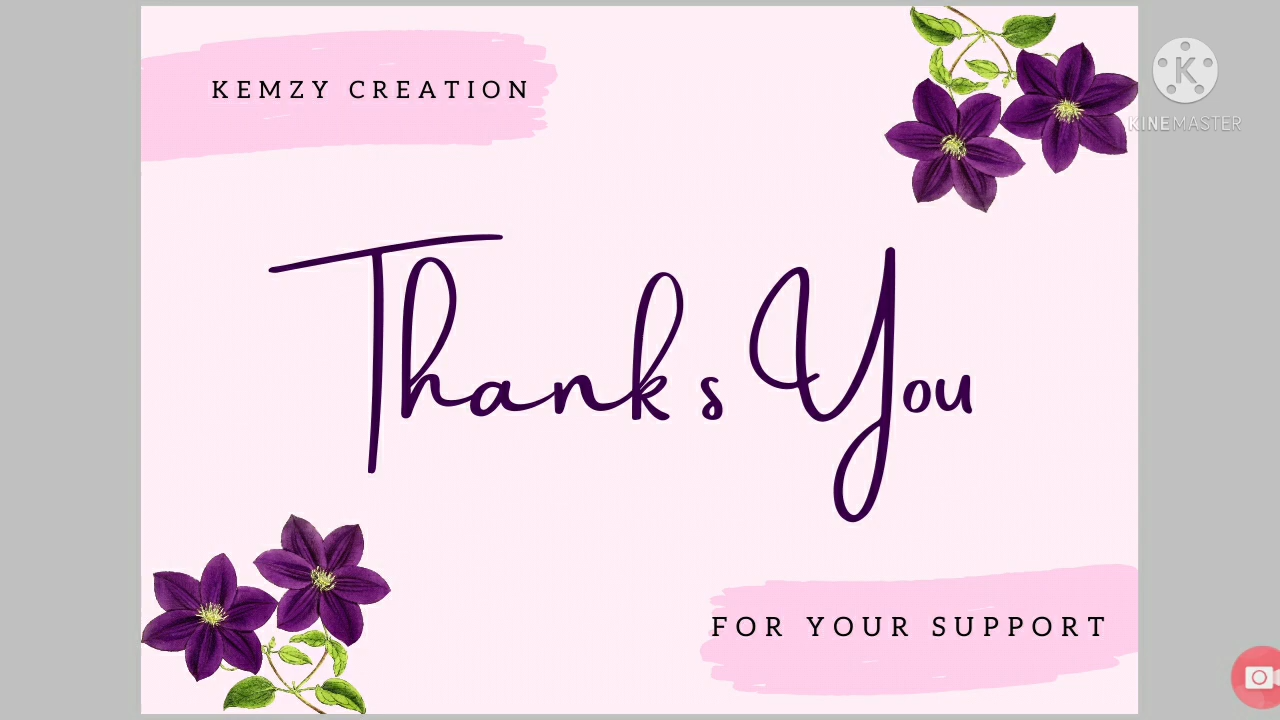 KEMZY CREATION
K
KINEMASTER
Thanks You
FOR YOUR SUPPORT